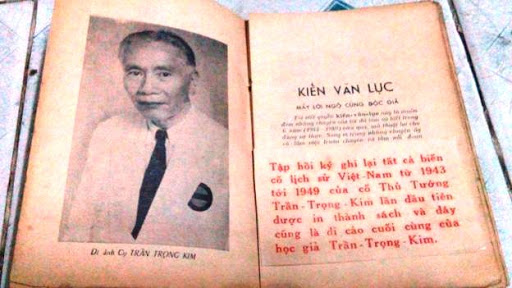 Di ảnh Cụ TRẦN TRỌNG KIM
KIẾN VĂN LỤC
MẤY LỜI NGỎ CÙNG ĐỘC GIẢ
Tập hồi ký ghi lại tất cả biến
cố lịch sử Việt-Nam từ 1943
tới 1949 của cố Thủ Tướng
Trần-Trọng-Kim lần đầu tiên
được in thành sách và đây
cũng là di cảo cuối cùng của
học giả Trần-Trọng-Kim.